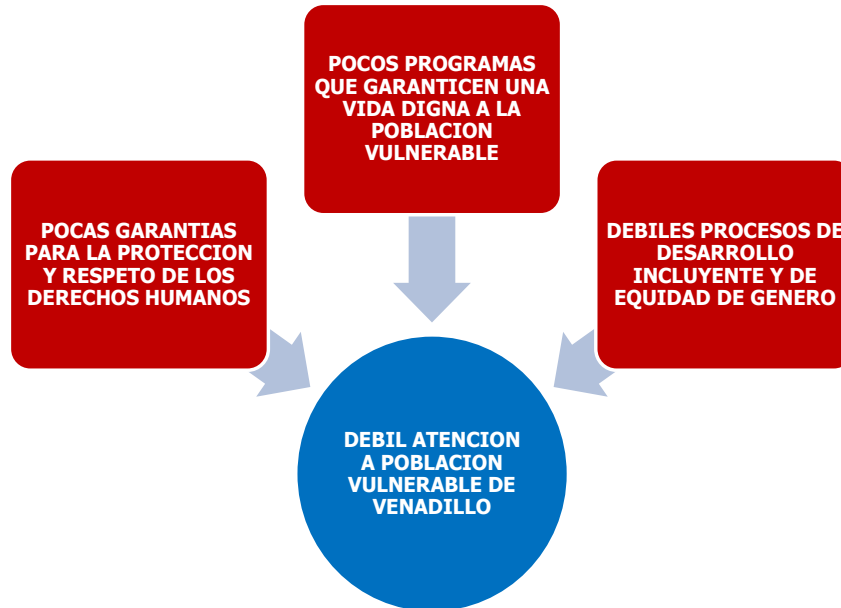 POCOS PROGRAMAS
QUE GARANTICEN UNA
VIDA DIGNA A LA
POBLACION
VULNERABLE
POCAS GARANTIAS
PARA LA PROTECCION
Y RESPETO DE LOS
DERECHOS HUMANOS
DEBILES PROCESOS DE
DESARROLLO
INCLUYENTE Y DE
EQUIDAD DE GENERO
DEBIL ATENCION
A POBLACION
VULNERABLE DE
VENADILLO